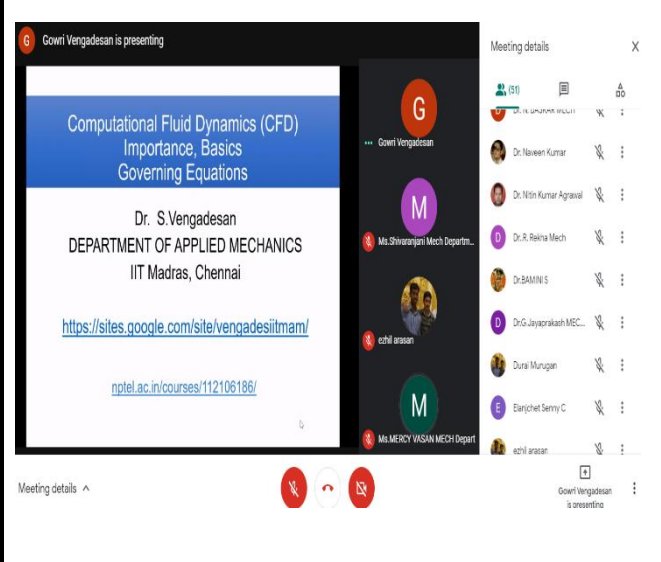 G Gowri Vengadesan is presenting
Computational Fluid Dynamics (CFD)
Importance, Basics
Governing Equations
Dr. S.Vengadesan
DEPARTMENT OF APPLIED MECHANICS
IIT Madras, Chennai
https://sites.google.com/site/vengadesiitmam/
nptel.ac.in/courses/112106186/
G
Gowri Vengadesan
M
Ms.Shivaranjani Mech Departm...
ezhil arasan
M
Ms.MERCY VASAN MECH Depart
Meeting details X
(51)
Dr. Naveen Kumar
Dr. Nitin Kumar Agrawal
D Dr..R. Rekha Mech
Dr.BAMINI S
D Dr.G.Jayaprakash MEC...
Durai Murugan
E Elanjchet Senny C
ezhil arasan
Meeting details
Gowri Vengadesan
is presenting